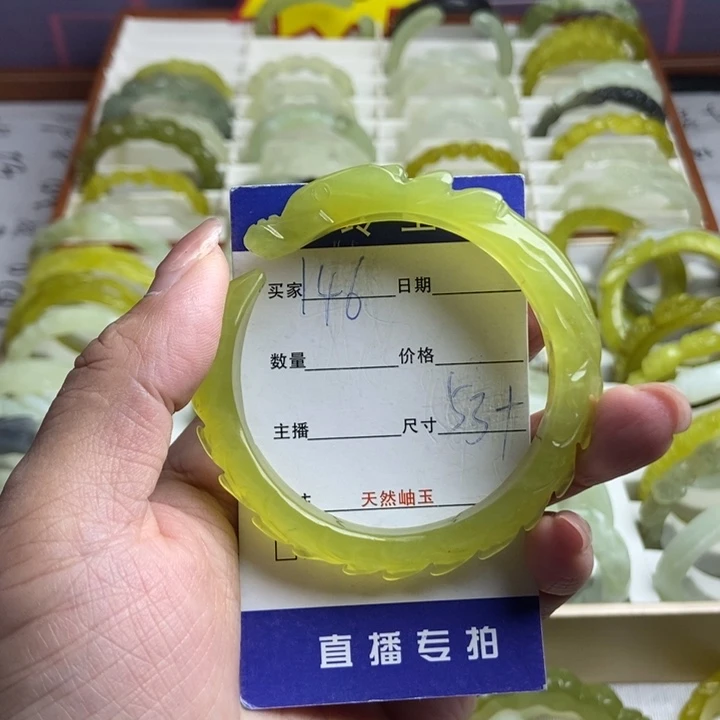 买家 146 日期
数量 价格
主播 尺寸 53+
天然岫玉
直播专拍